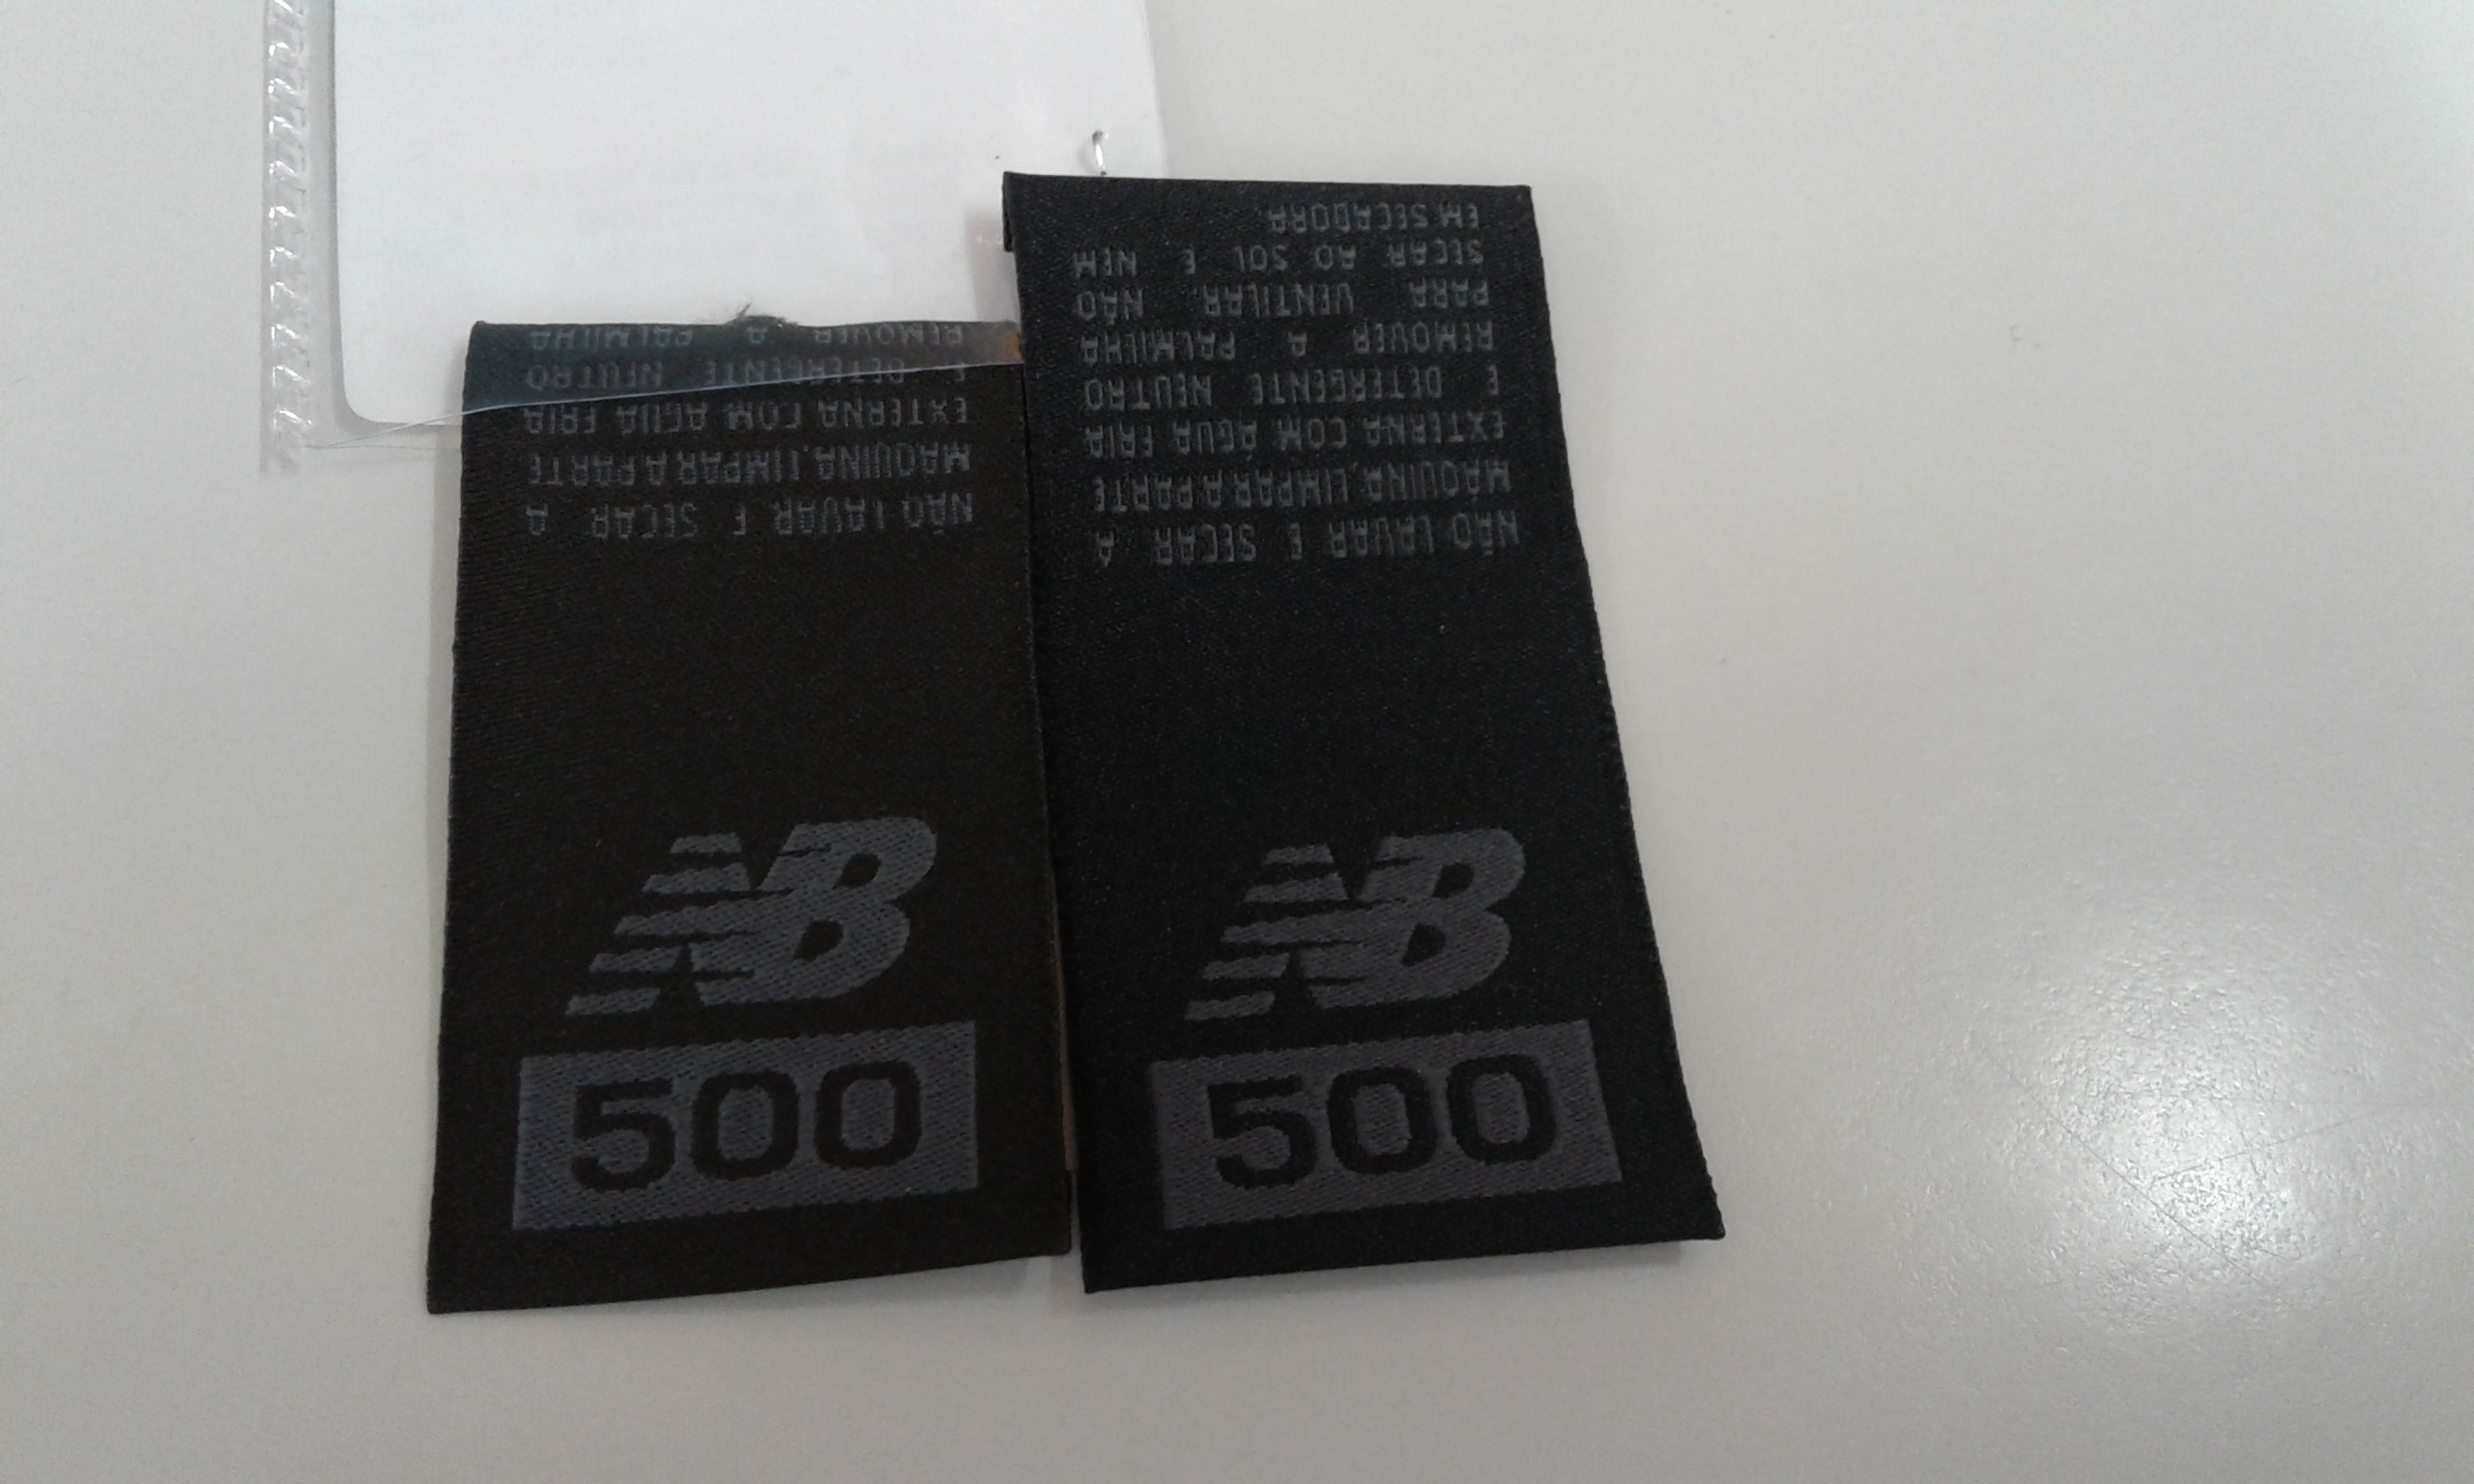 REMOVER A PALMILHA
E DETERGENTE NEUTRO
EXTERNA COM ÁGUA FRIA
MÁQUINA. LIMPAR A PARTE
NÃO LAVAR E SECAR A
NB
500
NÃO LAVAR E SECAR A
MÁQUINA. LIMPAR A PARTE
EXTERNA COM ÁGUA FRIA
E DETERGENTE NEUTRO
REMOVER A PALMILHA
PARA VENTILAR. NÃO
SECAR AO SOL E NEM
EM SECADORA.
NB
500